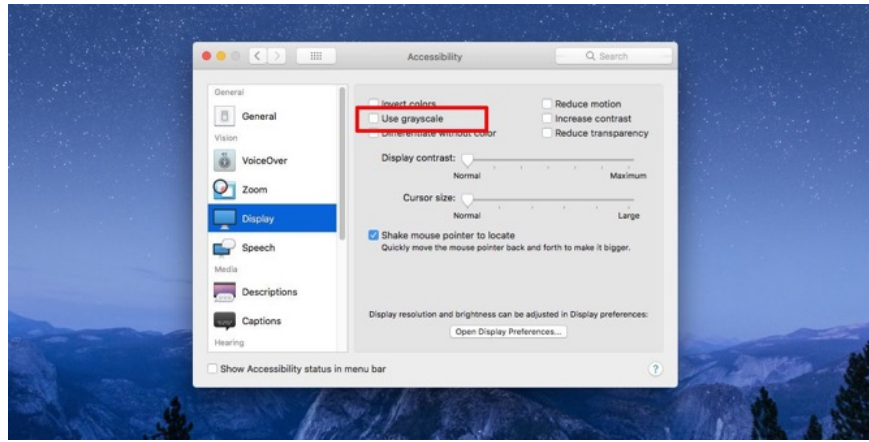 Accessibility
Search
General
General
Vision
VoiceOver
Zoom
Display
Speech
Media
Descriptions
Captions
Hearing
Invert colors
Use grayscale
Differentiate without color
Reduce motion
Increase contrast
Reduce transparency
Display contrast:
Normal
Maximum
Cursor size:
Normal
Large
Shake mouse pointer to locate
Quickly move the mouse pointer back and forth to make it bigger.
Display resolution and brightness can be adjusted in Display preferences:
Open Display Preferences...
Show Accessibility status in menu bar
?